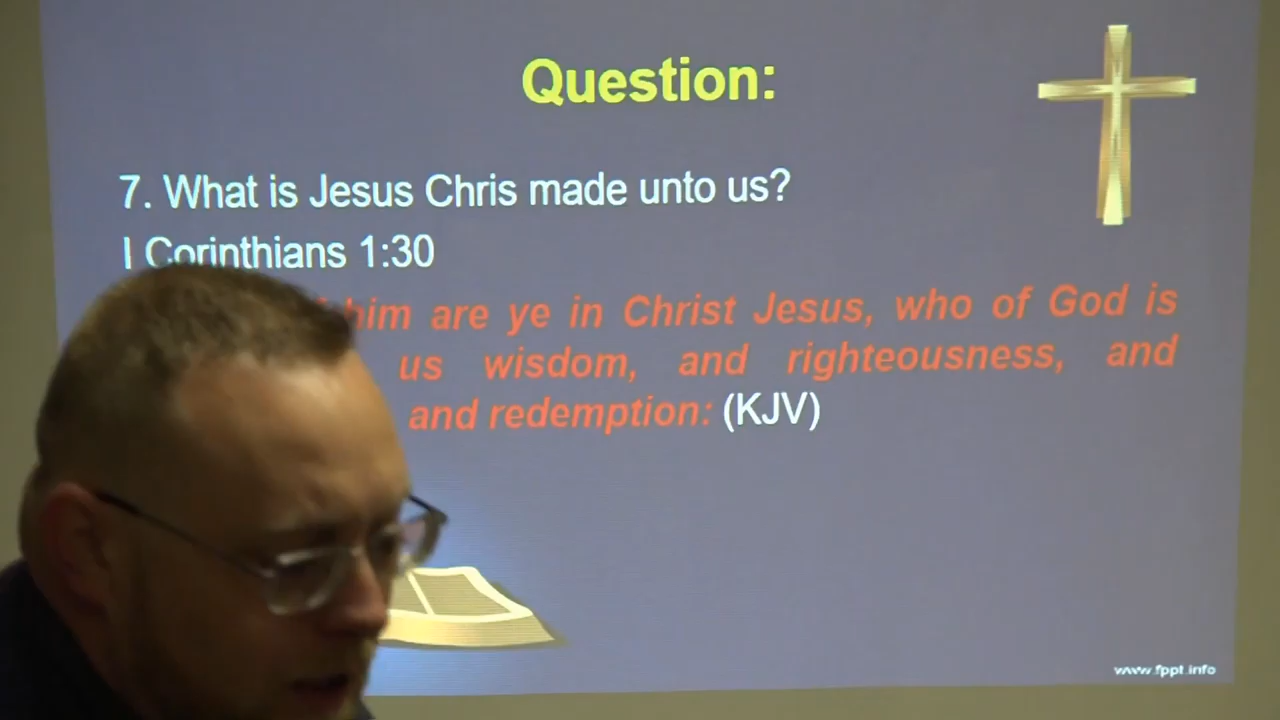 Question:
7. What is Jesus Chris made unto us?
I Corinthians 1:30
him are ye in Christ Jesus, who of God is
us wisdom, and righteousness, and
and redemption: (KJV)
www.fppt.info